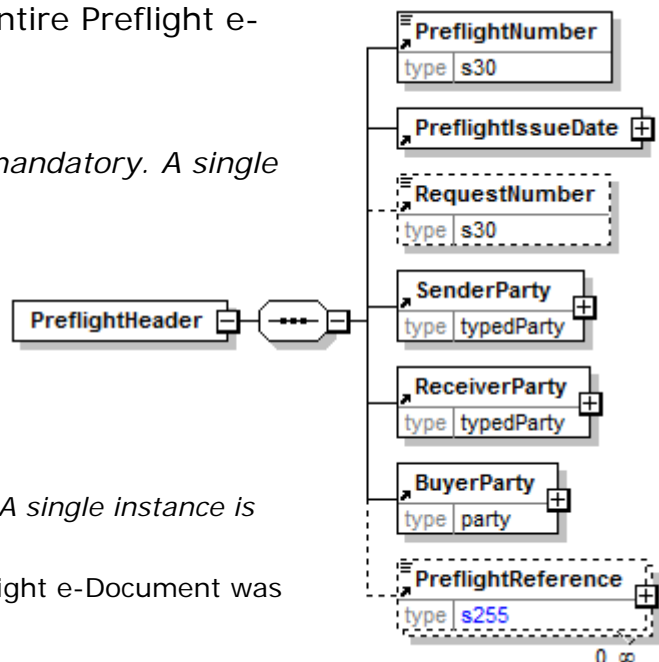 ntire Preflight e-
nandatory. A single
A single instance is
ight e-Document was
PreflightHeader
PreflightNumber
type s30
PreflightIssueDate
RequestNumber
type s30
SenderParty
type typedParty
ReceiverParty
type typedParty
BuyerParty
type party
PreflightReference
type s255
0 ∞